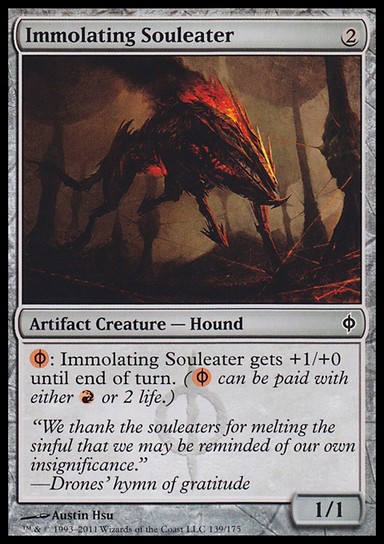 Immolating Souleater 2
Artifact Creature — Hound
: Immolating Souleater gets +1/+0
until end of turn. ( can be paid with
either or 2 life.)
“We thank the souleaters for melting the
sinful that we may be reminded of our own
insignificance.”
—Drones’ hymn of gratitude
Austin Hsu
™ & © 1993–2011 Wizards of the Coast LLC 139/175
1/1